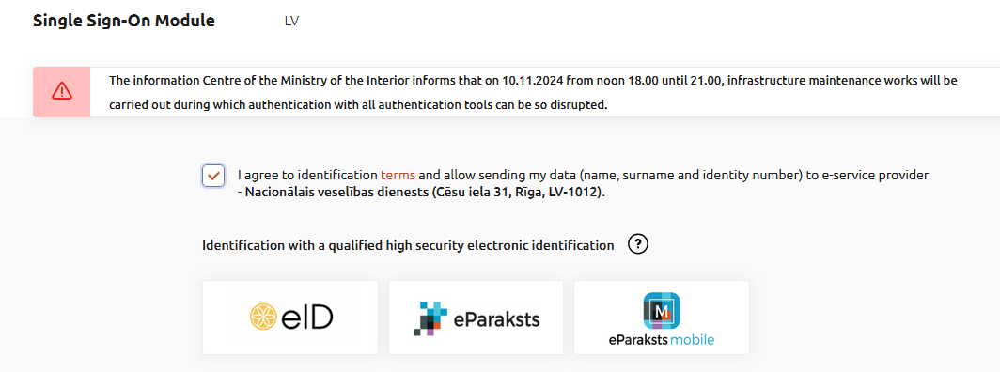 Single Sign-On Module LV
The information Centre of the Ministry of the Interior informs that on 10.11.2024 from noon 18.00 until 21.00, infrastructure maintenance works will be
carried out during which authentication with all authentication tools can be so disrupted.
I agree to identification terms and allow sending my data (name, surname and identity number) to e-service provider
- Nacionālais veselības dienests (Cēsu iela 31, Rīga, LV-1012).
Identification with a qualified high security electronic identification ?
eID eParaksts M
eParaksts mobile